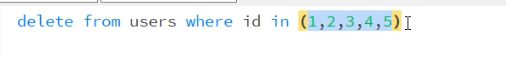 delete from users where id in (1,2,3,4,5)